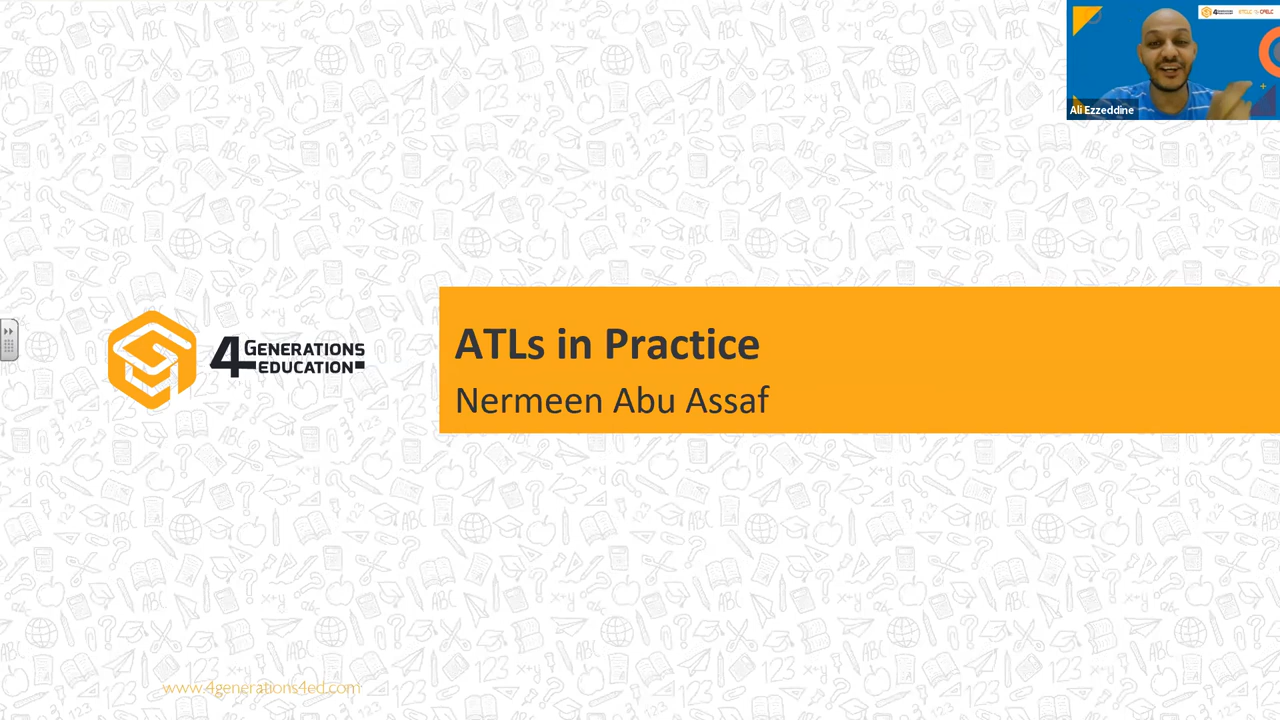 Ali Ezzeddine
4 GENERATIONS
EDUCATION
ATLs in Practice
Nermeen Abu Assaf
www.4generations4ed.com